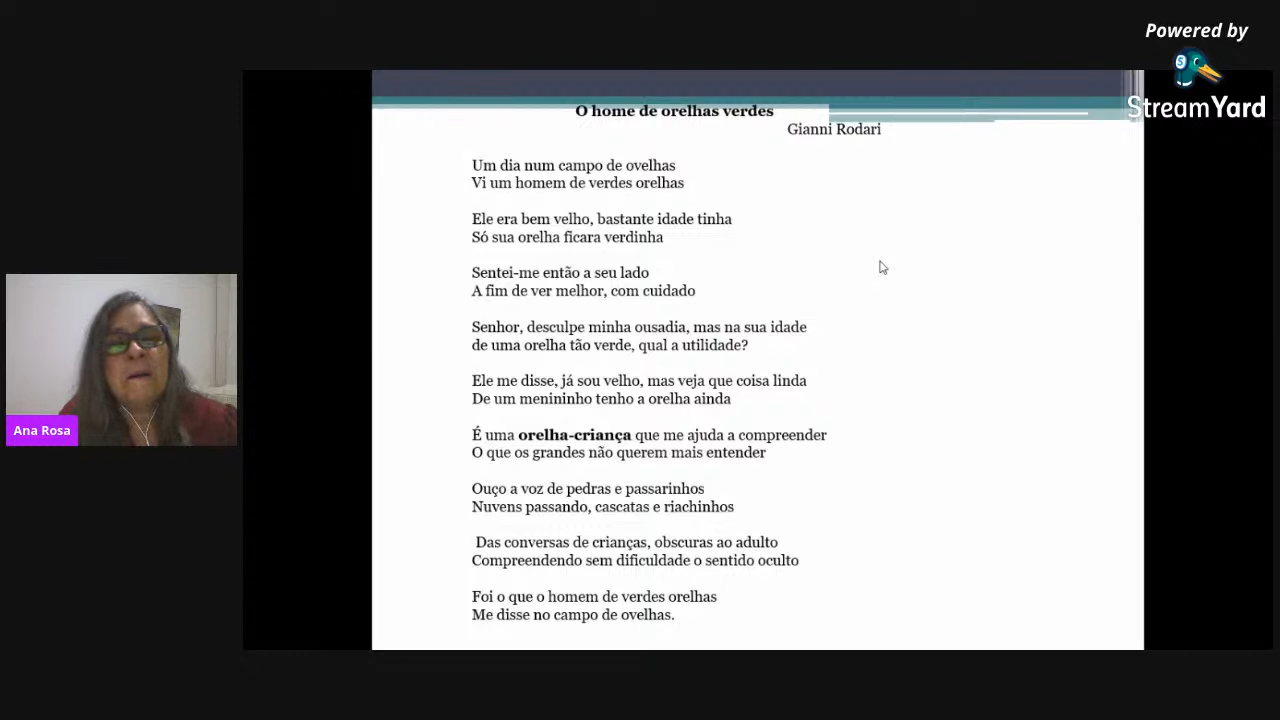 Powered by
StreamYard
O home de orelhas verdes
Gianni Rodari
Um dia num campo de ovelhas
Vi um homem de verdes orelhas
Ele era bem velho, bastante idade tinha
Só sua orelha ficara verdinha
Sentei-me então a seu lado
A fim de ver melhor, com cuidado
Senhor, desculpe minha ousadia, mas na sua idade
de uma orelha tão verde, qual a utilidade?
Ele me disse, já sou velho, mas veja que coisa linda
De um menininho tenho a orelha ainda
É uma orelha-criança que me ajuda a compreender
O que os grandes não querem mais entender
Ouço a voz de pedras e passarinhos
Nuvens passando, cascatas e riachinhos
Das conversas de crianças, obscuras ao adulto
Compreendendo sem dificuldade o sentido oculto
Foi o que o homem de verdes orelhas
Me disse no campo de ovelhas.
Ana Rosa